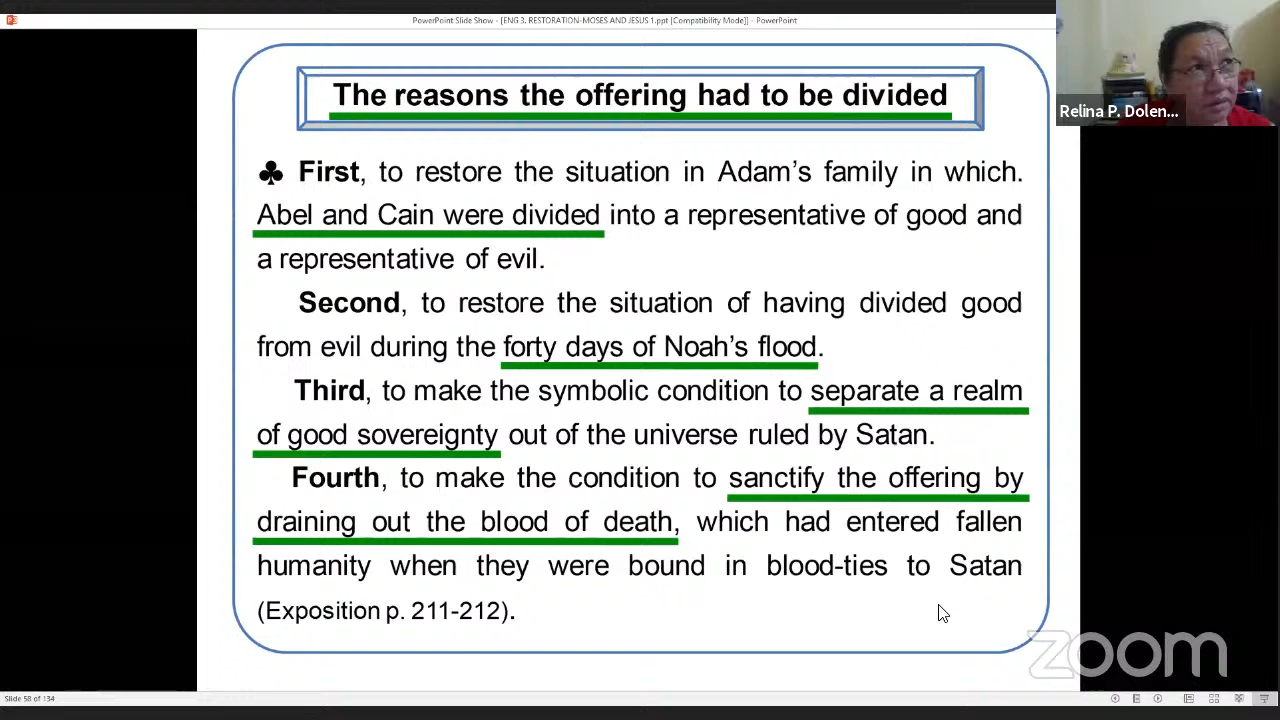 PowerPoint Slide Show - [ENG 3. RESTORATION-MOSES AND JESUS 1.ppt [Compatibility Mode]] - PowerPoint
Relina P. Dolen...
The reasons the offering had to be divided
♣ First, to restore the situation in Adam's family in which.
Abel and Cain were divided into a representative of good and
a representative of evil.
Second, to restore the situation of having divided good
from evil during the forty days of Noah's flood.
Third, to make the symbolic condition to separate a realm
of good sovereignty out of the universe ruled by Satan.
Fourth, to make the condition to sanctify the offering by
draining out the blood of death, which had entered fallen
humanity when they were bound in blood-ties to Satan
(Exposition p. 211-212).
zoom
Slide 58 of 134